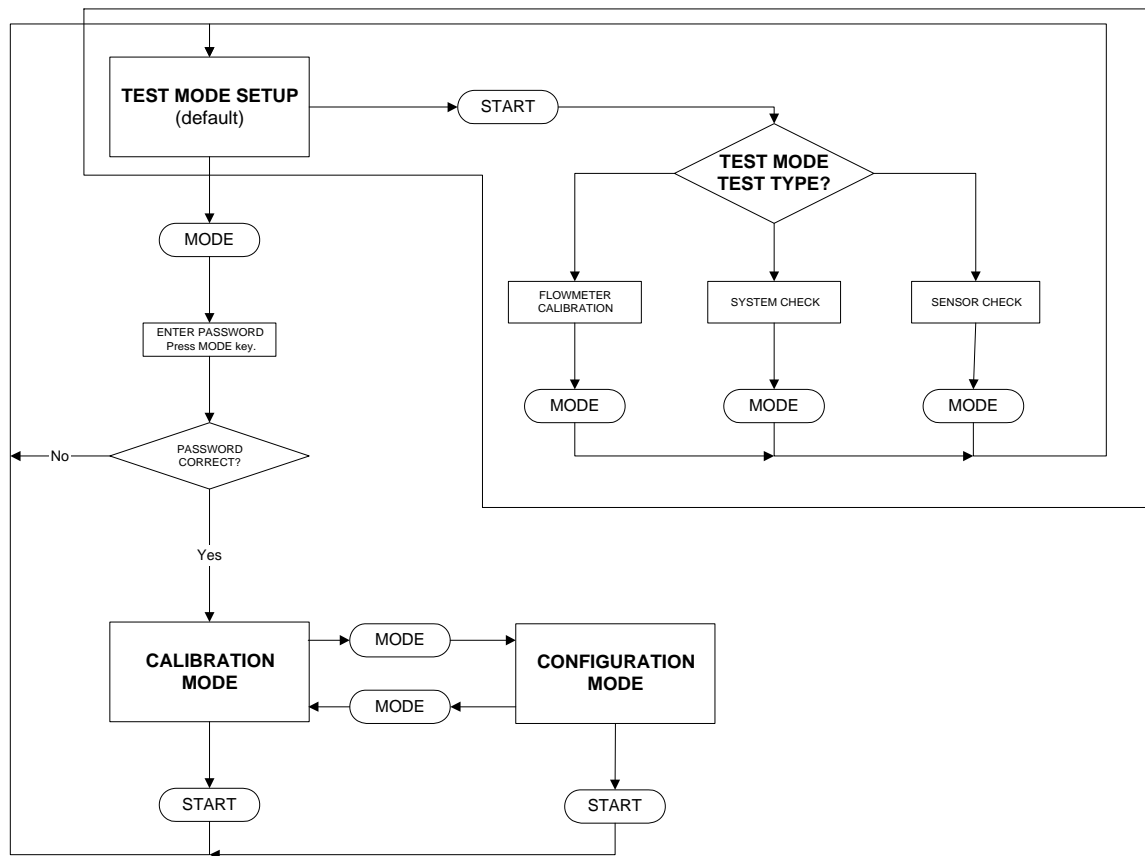 TEST MODE SETUP
(default)
START
TEST MODE
TEST TYPE?
MODE
FLOWMETER
CALIBRATION
SYSTEM CHECK
SENSOR CHECK
ENTER PASSWORD
Press MODE key.
MODE
MODE
MODE
PASSWORD
CORRECT?
No
Yes
CALIBRATION
MODE
MODE
MODE
CONFIGURATION
MODE
START
START